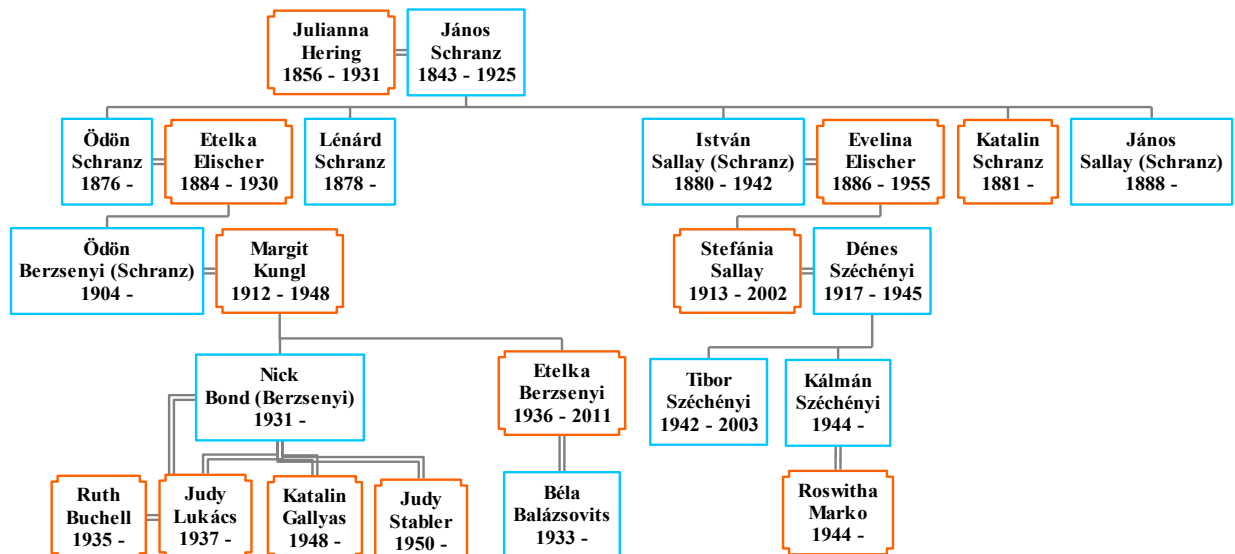 Julianna
Hering
1856 - 1931
János
Schranz
1843 - 1925
Ödön
Schranz
1876 -
Etelka
Elischer
1884 - 1930
Lénárd
Schranz
1878 -
István
Sallay (Schranz)
1880 - 1942
Evelina
Elischer
1886 - 1955
Katalin
Schranz
1881 -
János
Sallay (Schranz)
1888 -
Ödön
Berzsenyi (Schranz)
1904 -
Margit
Kungl
1912 - 1948
Stefánia
Sallay
1913 - 2002
Dénes
Széchényi
1917 - 1945
Nick
Bond (Berzsenyi)
1931 -
Etelka
Berzsenyi
1936 - 2011
Tibor
Széchényi
1942 - 2003
Kálmán
Széchényi
1944 -
Ruth
Buchell
1935 -
Judy
Lukács
1937 -
Katalin
Gallyas
1948 -
Judy
Stabler
1950 -
Béla
Balázsovits
1933 -
Roswitha
Marko
1944 -